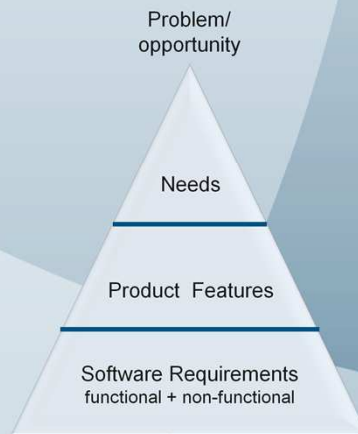 Problem/
opportunity
Needs
Product Features
Software Requirements
functional + non-functional